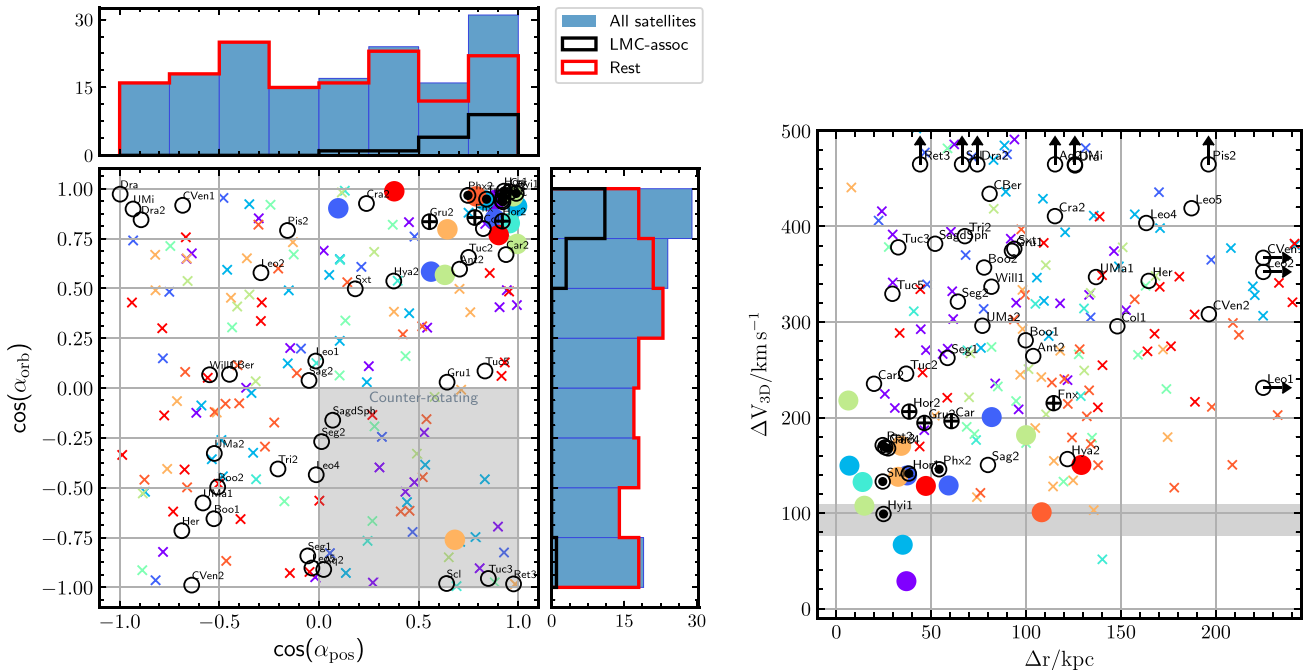 All satellites
LMC-assoc
Rest
30
15
0
Dra
UMi
Dra2
CVen1
Pis2
Leo2
Cra2
Gru2
Phx2
Hor2
Car2
Tuc2
Ant2
Hya2
Sxt
Leo1
Sag2
Will1
CBer
Gru1
Tuc5
Counter-rotating
SagdSph
Seg2
Leo4
Tri2
UMa2
Boo2
UMa1
Boo1
Her
CVen2
Seg1
Scl
Tuc3
Ret3
1.00
0.75
0.50
0.25
0.00
−0.25
−0.50
−0.75
−1.00
cos(α_orb)
−1.0
−0.5
0.0
0.5
1.0
cos(α_pos)
0
15
30
500
400
300
200
100
0
ΔV_3D/km s⁻¹
Ret3
Dra2
UMi
Pis2
CBer
Cra2
Leo5
Leo4
Tuc3
SagdSph
Tri2
Boo2
Will1
UMa1
Her
CVen1
Leo2
Tuc5
Seg2
UMa2
Col1
CVen2
Boo1
Ant2
Seg1
Tuc2
Car2
Leo1
Hor2
Gru2
Car
Fnx
Hya2
Sag2
Phx2
Hor1
Hyi1
0
50
100
150
200
Δr/kpc